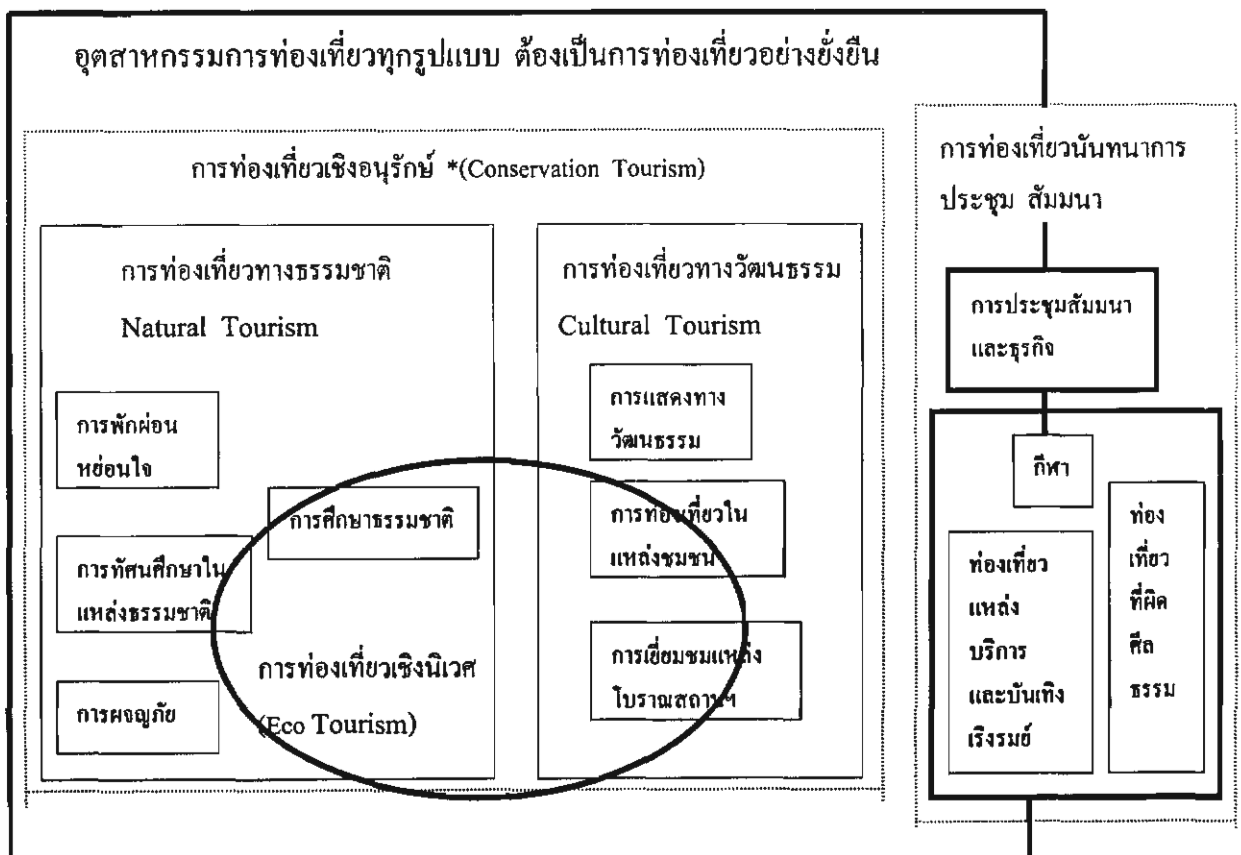 อุตสาหกรรมการท่องเที่ยวทุกรูปแบบ ต้องเป็นการท่องเที่ยวอย่างยั่งยืน
การท่องเที่ยวเชิงอนุรักษ์ *(Conservation Tourism)
การท่องเที่ยวทางธรรมชาติ
Natural Tourism
การพักผ่อน
หย่อนใจ
การศึกษาธรรมชาติ
การทัศนศึกษาใน
แหล่งธรรมชาติ
การท่องเที่ยวเชิงนิเวศ
(Eco Tourism)
การผจญภัย
การท่องเที่ยวทางวัฒนธรรม
Cultural Tourism
การแสดงทาง
วัฒนธรรม
การท่องเที่ยวใน
แหล่งชุมชน
การเยี่ยมชมแหล่ง
โบราณสถานฯ
การท่องเที่ยวนันทนาการ
ประชุม สัมมนา
การประชุมสัมมนา
และธุรกิจ
กีฬา
ท่องเที่ยว
แหล่ง
บริการ
และบันเทิง
เริงรมย์
ท่อง
เที่ยว
ที่ผิด
ศีล
ธรรม